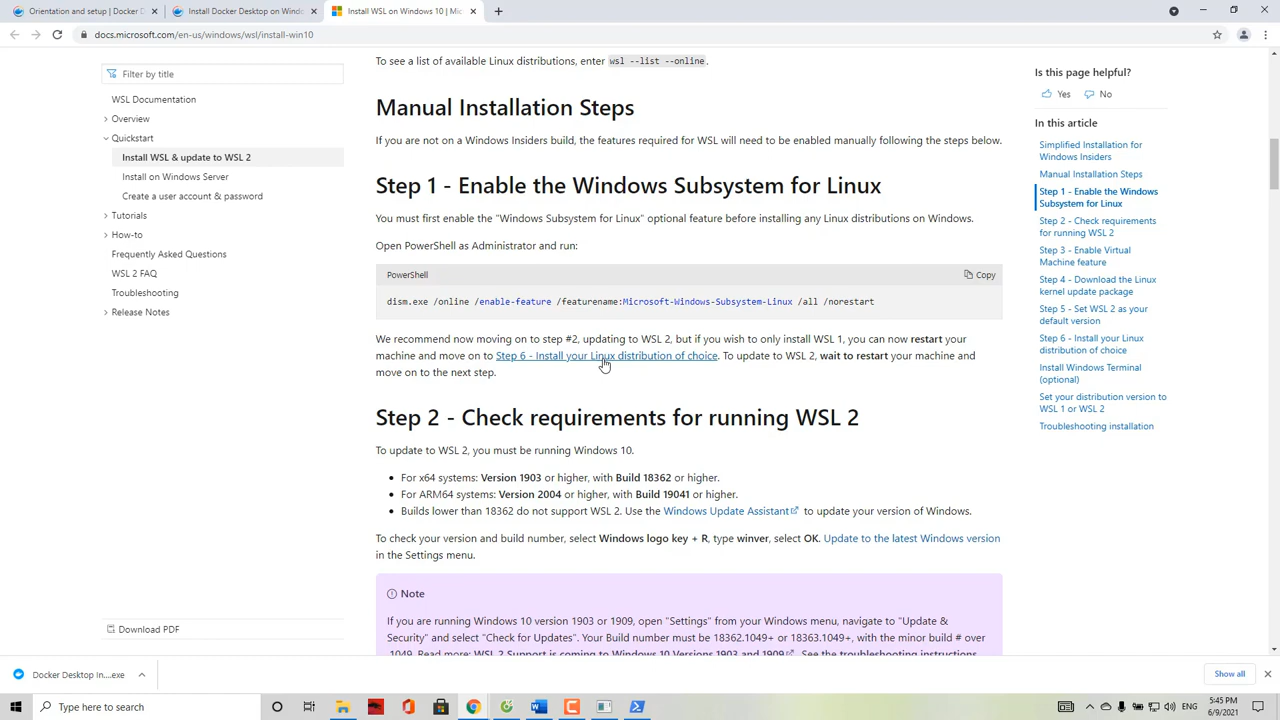 Orientation and setup | Docker D
Install Docker Desktop on Windo
Install WSL on Windows 10 | Mic
docs.microsoft.com/en-us/windows/wsl/install-win10
Filter by title
WSL Documentation
Overview
Quickstart
Install WSL & update to WSL 2
Install on Windows Server
Create a user account & password
Tutorials
How-to
Frequently Asked Questions
WSL 2 FAQ
Troubleshooting
Release Notes
Download PDF
To see a list of available Linux distributions, enter wsl --list --online.
Manual Installation Steps
If you are not on a Windows Insiders build, the features required for WSL will need to be enabled manually following the steps below.
Step 1 - Enable the Windows Subsystem for Linux
You must first enable the "Windows Subsystem for Linux" optional feature before installing any Linux distributions on Windows.
Open PowerShell as Administrator and run:
PowerShell
Copy
dism.exe /online /enable-feature /featurename:Microsoft-Windows-Subsystem-Linux /all /norestart
We recommend now moving on to step #2, updating to WSL 2, but if you wish to only install WSL 1, you can now restart your
machine and move on to Step 6 - Install your Linux distribution of choice. To update to WSL 2, wait to restart your machine and
move on to the next step.
Step 2 - Check requirements for running WSL 2
To update to WSL 2, you must be running Windows 10.
For x64 systems: Version 1903 or higher, with Build 18362 or higher.
For ARM64 systems: Version 2004 or higher, with Build 19041 or higher.
Builds lower than 18362 do not support WSL 2. Use the Windows Update Assistant to update your version of Windows.
To check your version and build number, select Windows logo key + R, type winver, select OK. Update to the latest Windows version
in the Settings menu.
Note
If you are running Windows 10 version 1903 or 1909, open "Settings" from your Windows menu, navigate to "Update &
Security" and select "Check for Updates". Your Build number must be 18362.1049+ or 18363.1049+, with the minor build # over
.1049. Read more: WSL 2 Support is coming to Windows 10 Versions 1903 and 1909. See the troubleshooting instructions
Is this page helpful?
Yes
No
In this article
Simplified Installation for
Windows Insiders
Manual Installation Steps
Step 1 - Enable the Windows
Subsystem for Linux
Step 2 - Check requirements
for running WSL 2
Step 3 - Enable Virtual
Machine feature
Step 4 - Download the Linux
kernel update package
Step 5 - Set WSL 2 as your
default version
Step 6 - Install your Linux
distribution of choice
Install Windows Terminal
(optional)
Set your distribution version to
WSL 1 or WSL 2
Troubleshooting installation
Docker Desktop In....exe
Show all
Type here to search
ENG
5:45 PM
6/9/2021